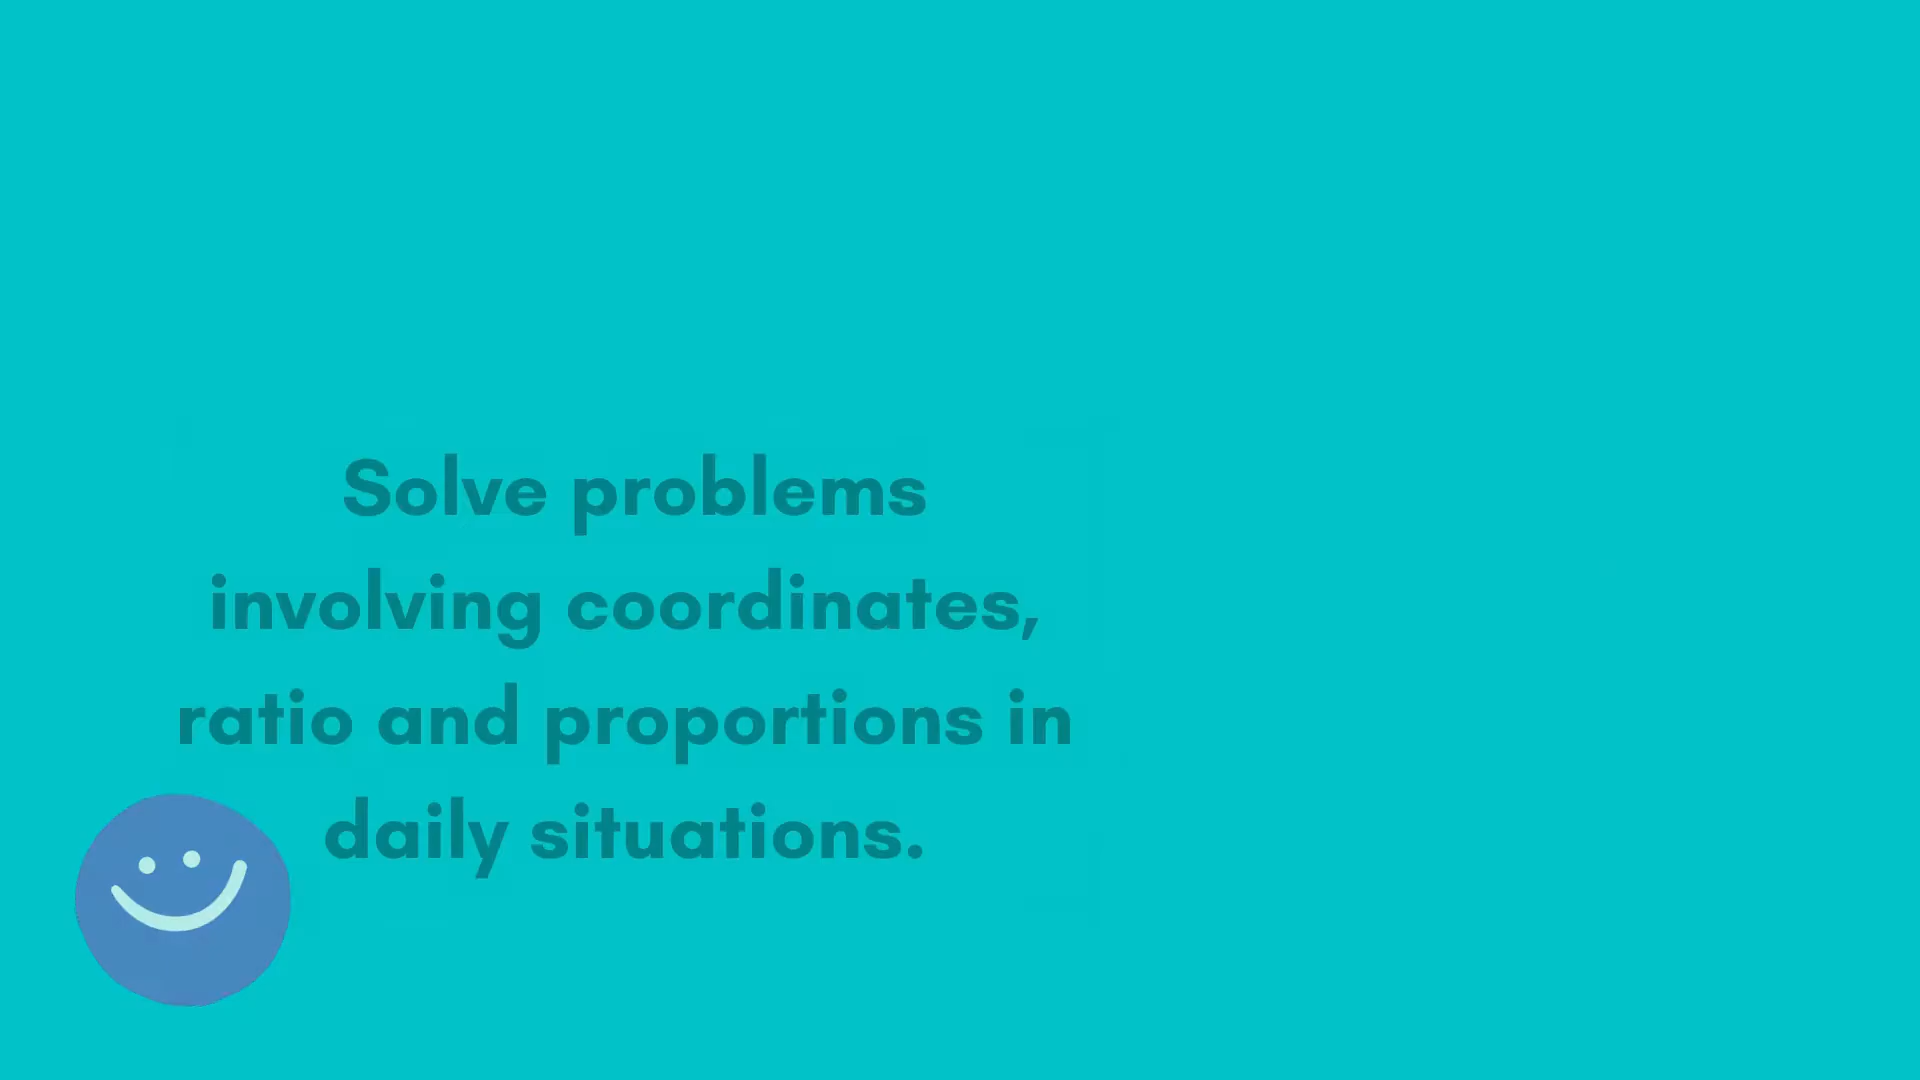 Solve problems
involving coordinates,
ratio and proportions in
daily situations.